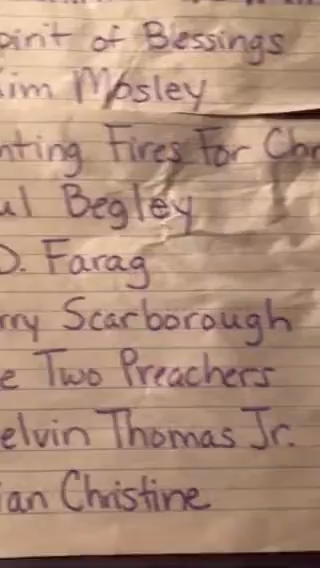 pirit of Blessings
im Mosley
nting Fires For Chr
ul Begley
D. Farag
rry Scarborough
e Two Preachers
elvin Thomas Jr.
ian Christine